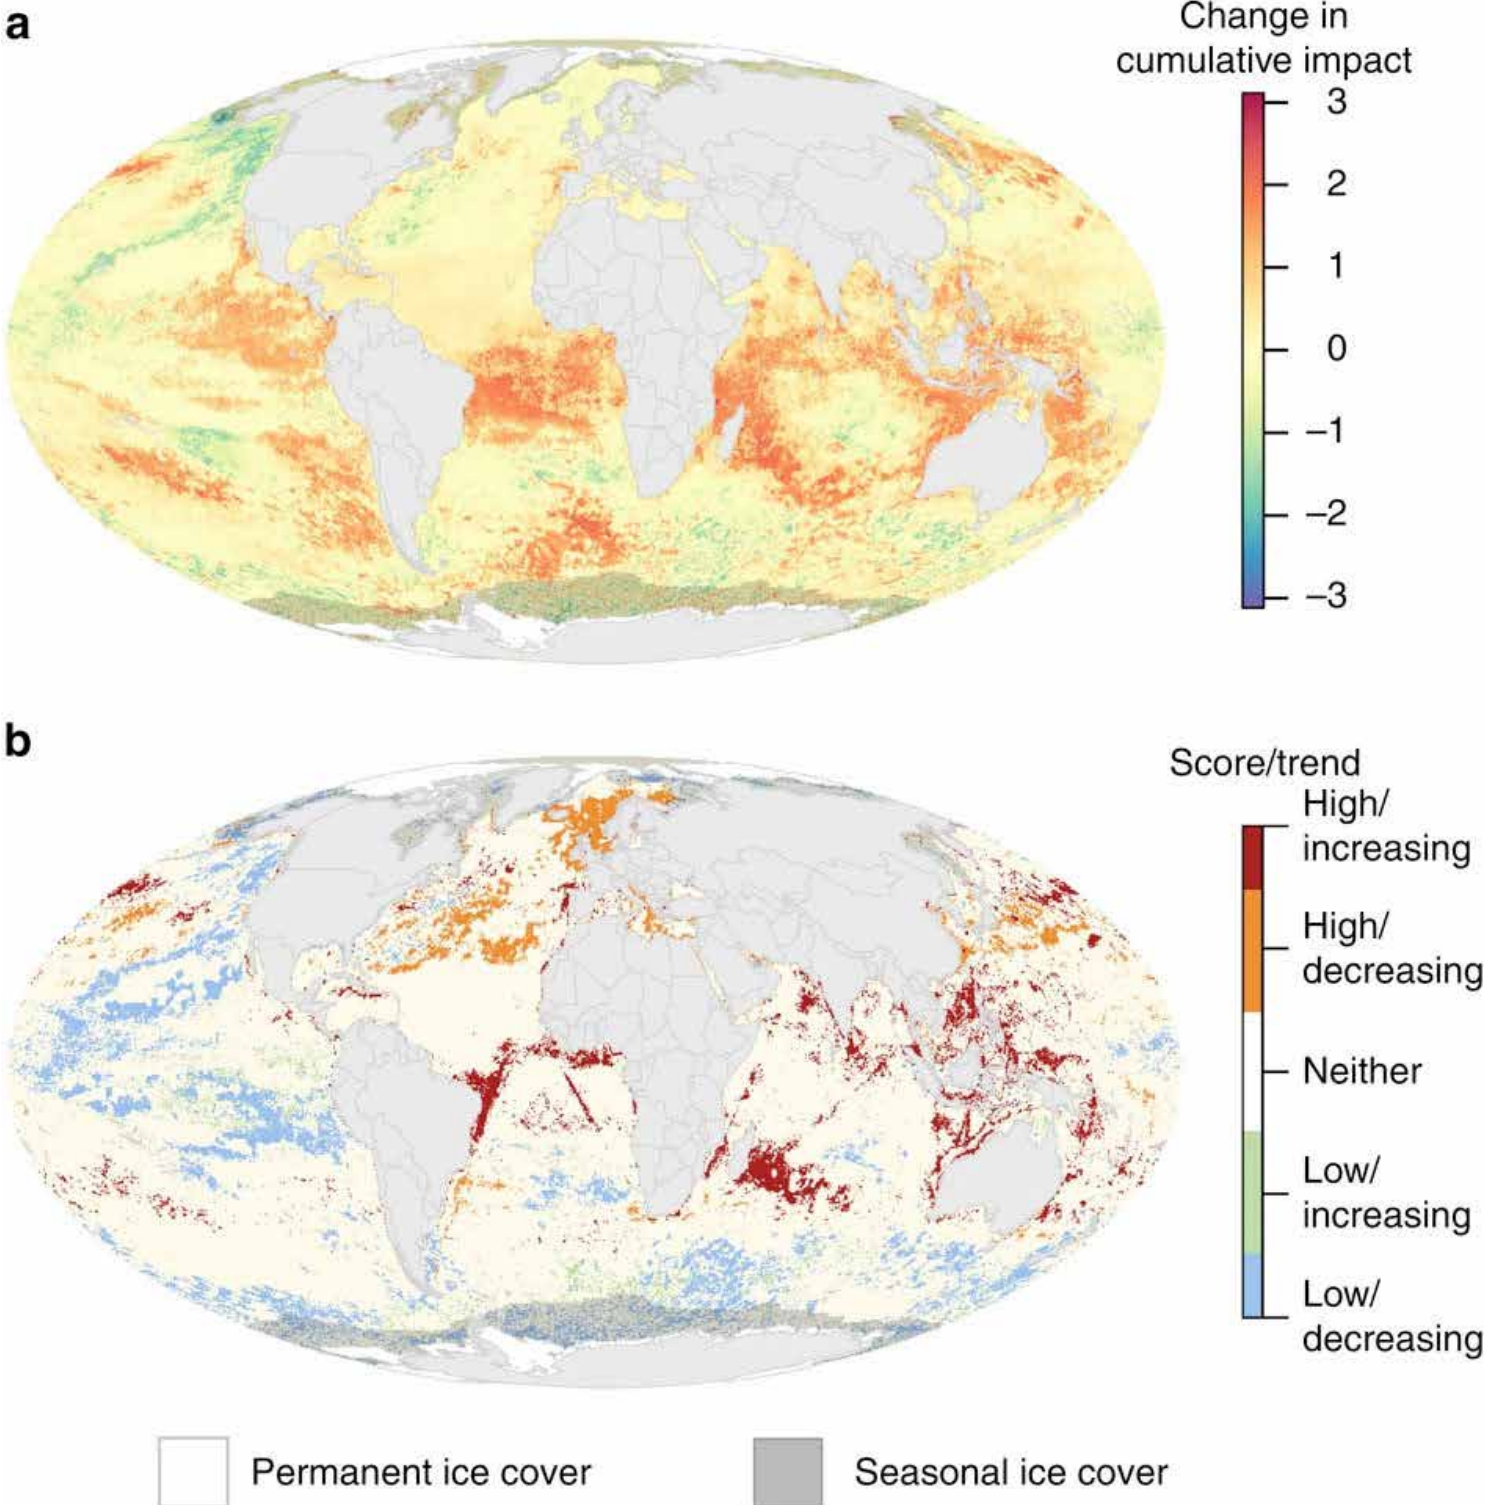 a
Change in
cumulative impact
3
2
1
0
−1
−2
−3
b
Score/trend
High/
increasing
High/
decreasing
Neither
Low/
increasing
Low/
decreasing
Permanent ice cover
Seasonal ice cover